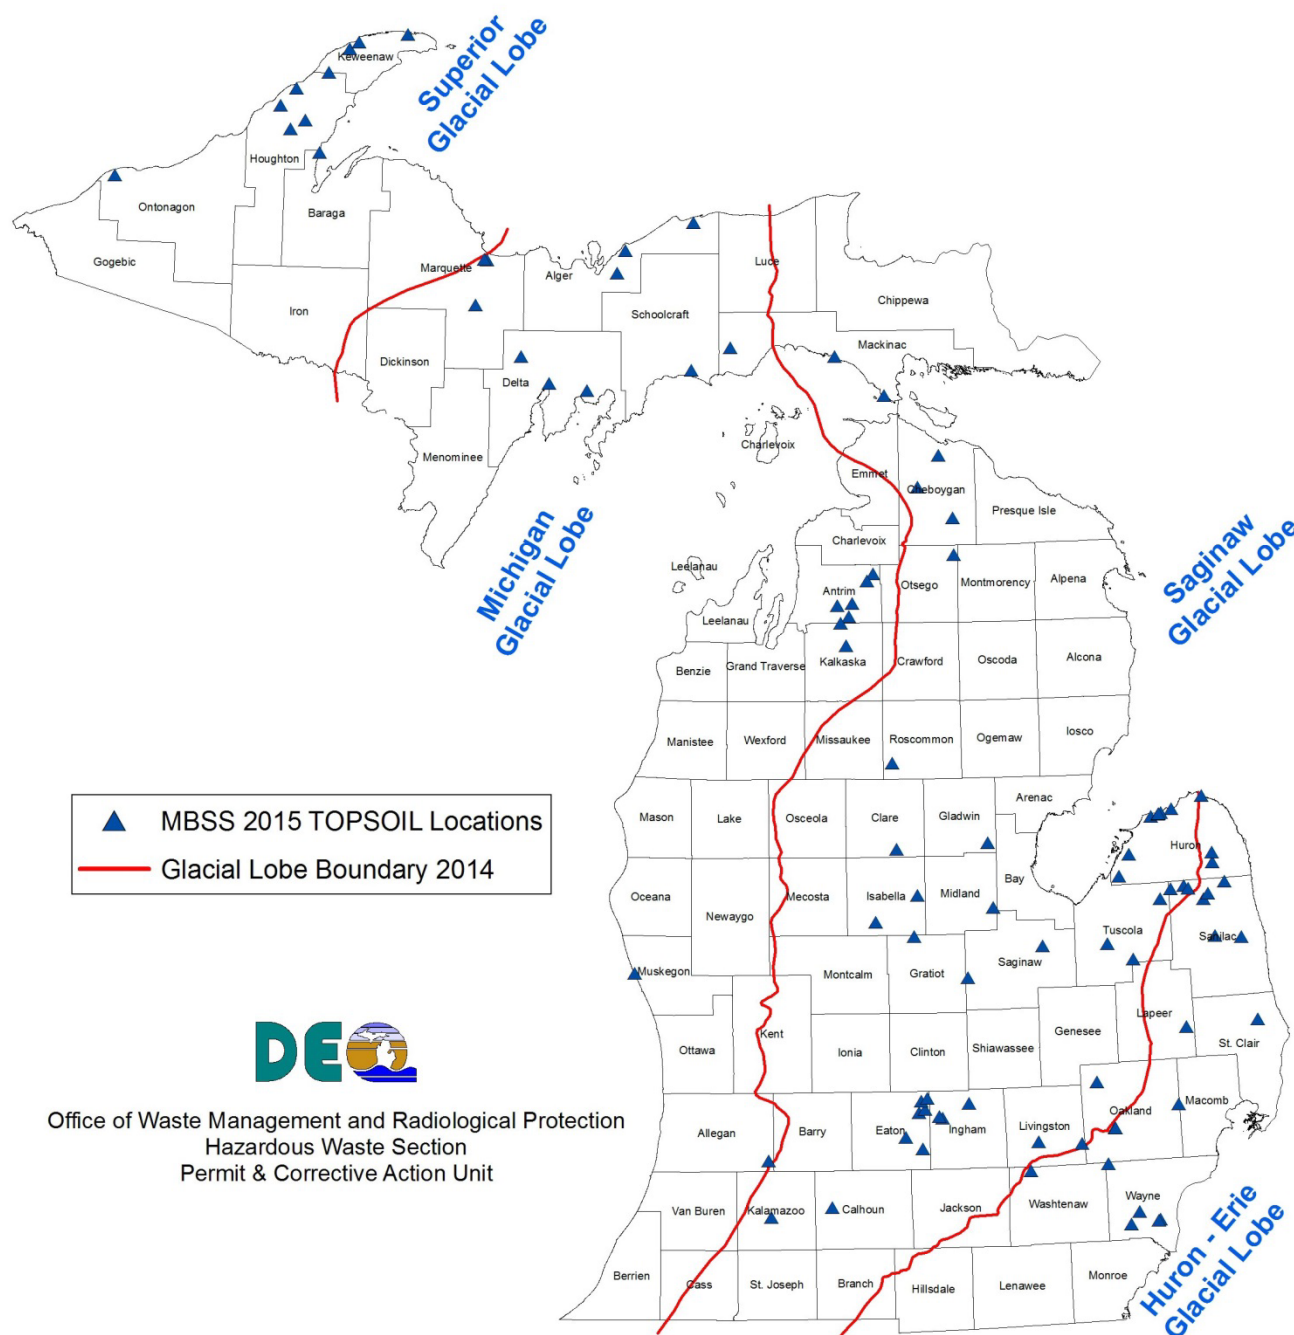 Superior
Glacial Lobe
Keweenaw
Houghton
Ontonagon
Baraga
Gogebic
Marquette
Alger
Luce
Iron
Schoolcraft
Chippewa
Dickinson
Mackinac
Delta
Menominee
Charlevoix
Emmet
Cheboygan
Presque Isle
Michigan
Glacial Lobe
Saginaw
Glacial Lobe
Charlevoix
Leelanau
Antrim
Otsego
Montmorency
Alpena
Leelanau
Benzie
Grand Traverse
Kalkaska
Crawford
Oscoda
Alcona
Manistee
Wexford
Missaukee
Roscommon
Ogemaw
Iosco
MBSS 2015 TOPSOIL Locations
Glacial Lobe Boundary 2014
Mason
Lake
Osceola
Clare
Gladwin
Arenac
Huron
Oceana
Newaygo
Mecosta
Isabella
Midland
Bay
Tuscola
Sanilac
Muskegon
Montcalm
Gratiot
Saginaw
Lapeer
Genesee
St. Clair
Ottawa
Kent
Ionia
Clinton
Shiawassee
DEQ
Office of Waste Management and Radiological Protection
Hazardous Waste Section
Permit & Corrective Action Unit
Allegan
Barry
Eaton
Ingham
Livingston
Oakland
Macomb
Van Buren
Kalamazoo
Calhoun
Jackson
Washtenaw
Wayne
Berrien
Cass
St. Joseph
Branch
Hillsdale
Lenawee
Monroe
Huron - Erie
Glacial Lobe